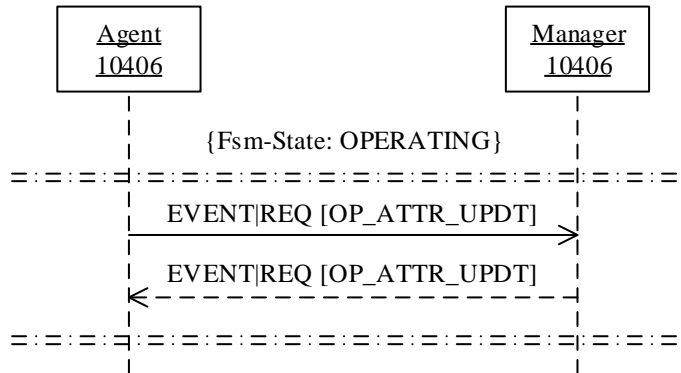 Agent
10406
Manager
10406
{Fsm-State: OPERATING}
EVENT|REQ [OP_ATTR_UPDT]
EVENT|REQ [OP_ATTR_UPDT]